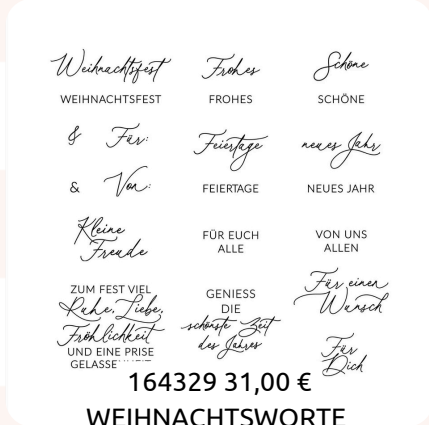 Weihnachtsfest
Frohes
Schöne
WEIHNACHTSFEST
FROHES
SCHÖNE
& Für:
Feiertage
neues Jahr
& Von:
FEIERTAGE
NEUES JAHR
Kleine
Freude
FÜR EUCH
ALLE
VON UNS
ALLEN
ZUM FEST VIEL
Ruhe, Liebe,
Fröhlichkeit
UND EINE PRISE
GENIESS
DIE
schönste Zeit
des Jahres
Für einen
Wunsch
Für
Dich
164329 31,00 €
WEIHNACHTSWORTE